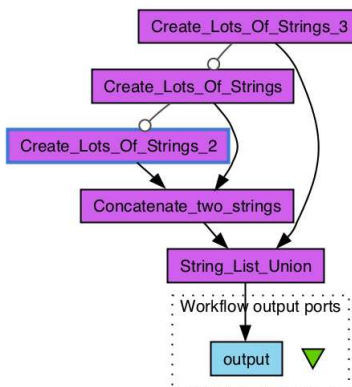 Create_Lots_Of_Strings_3
Create_Lots_Of_Strings
Create_Lots_Of_Strings_2
Concatenate_two_strings
String_List_Union
Workflow output ports
output